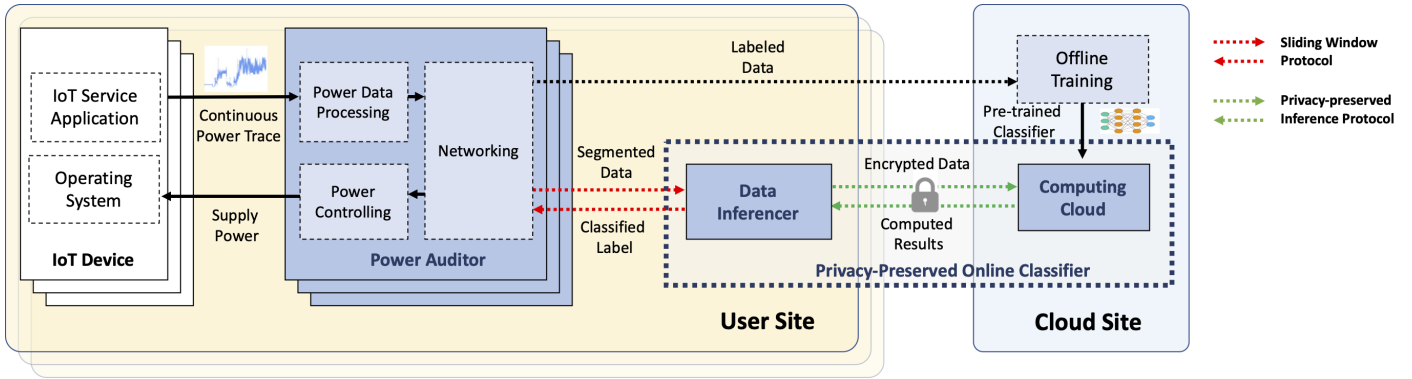 IoT Service
Application
Operating
System
IoT Device
Continuous
Power Trace
Supply
Power
Power Data
Processing
Power
Controlling
Networking
Power Auditor
Labeled
Data
Segmented
Data
Classified
Label
Data
Inferencer
Encrypted Data
Computed
Results
Offline
Training
Pre-trained
Classifier
Computing
Cloud
Privacy-Preserved Online Classifier
User Site
Cloud Site
Sliding Window
Protocol
Privacy-preserved
Inference Protocol